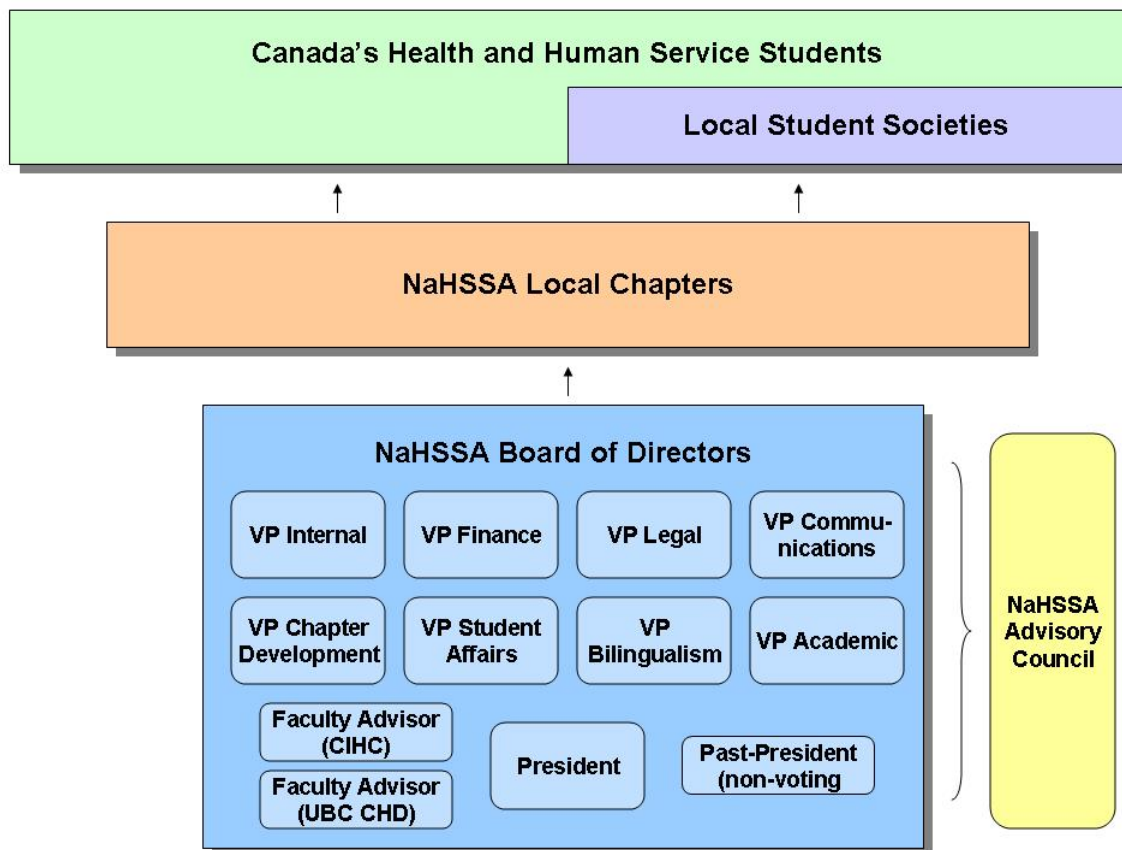 Canada's Health and Human Service Students
Local Student Societies
NaHSSA Local Chapters
NaHSSA Board of Directors
VP Internal
VP Finance
VP Legal
VP Commu-
nications
VP Chapter
Development
VP Student
Affairs
VP
Bilingualism
VP Academic
Faculty Advisor
(CIHC)
Faculty Advisor
(UBC CHD)
President
Past-President
(non-voting
NaHSSA
Advisory
Council